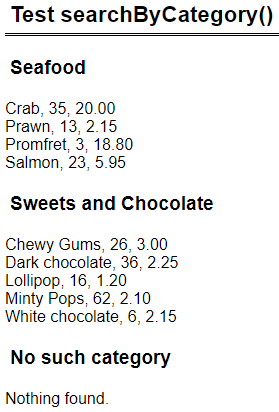 Test searchByCategory()
Seafood
Crab, 35, 20.00
Prawn, 13, 2.15
Promfret, 3, 18.80
Salmon, 23, 5.95
Sweets and Chocolate
Chewy Gums, 26, 3.00
Dark chocolate, 36, 2.25
Lollipop, 16, 1.20
Minty Pops, 62, 2.10
White chocolate, 6, 2.15
No such category
Nothing found.